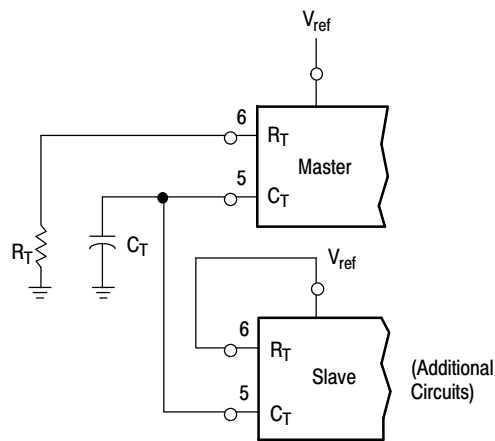 V_ref
6
R_T
Master
5
C_T
R_T
C_T
V_ref
6
R_T
Slave
(Additional
Circuits)
5
C_T